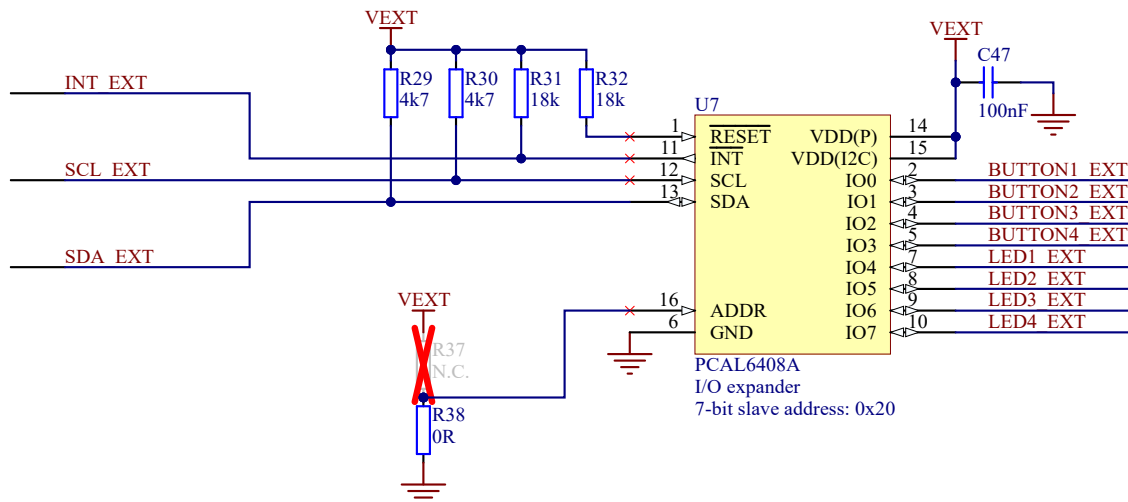 VEXT
INT_EXT
SCL_EXT
SDA_EXT
R29
4k7
R30
4k7
R31
18k
R32
18k
VEXT
C47
100nF
U7
1
RESET
11
INT
12
SCL
13
SDA
16
ADDR
6
GND
VDD(P)
14
VDD(I2C)
15
IO0
2
BUTTON1_EXT
IO1
3
BUTTON2_EXT
IO2
4
BUTTON3_EXT
IO3
5
BUTTON4_EXT
IO4
7
LED1_EXT
IO5
8
LED2_EXT
IO6
9
LED3_EXT
IO7
10
LED4_EXT
VEXT
R37
N.C.
R38
0R
PCAL6408A
I/O expander
7-bit slave address: 0x20